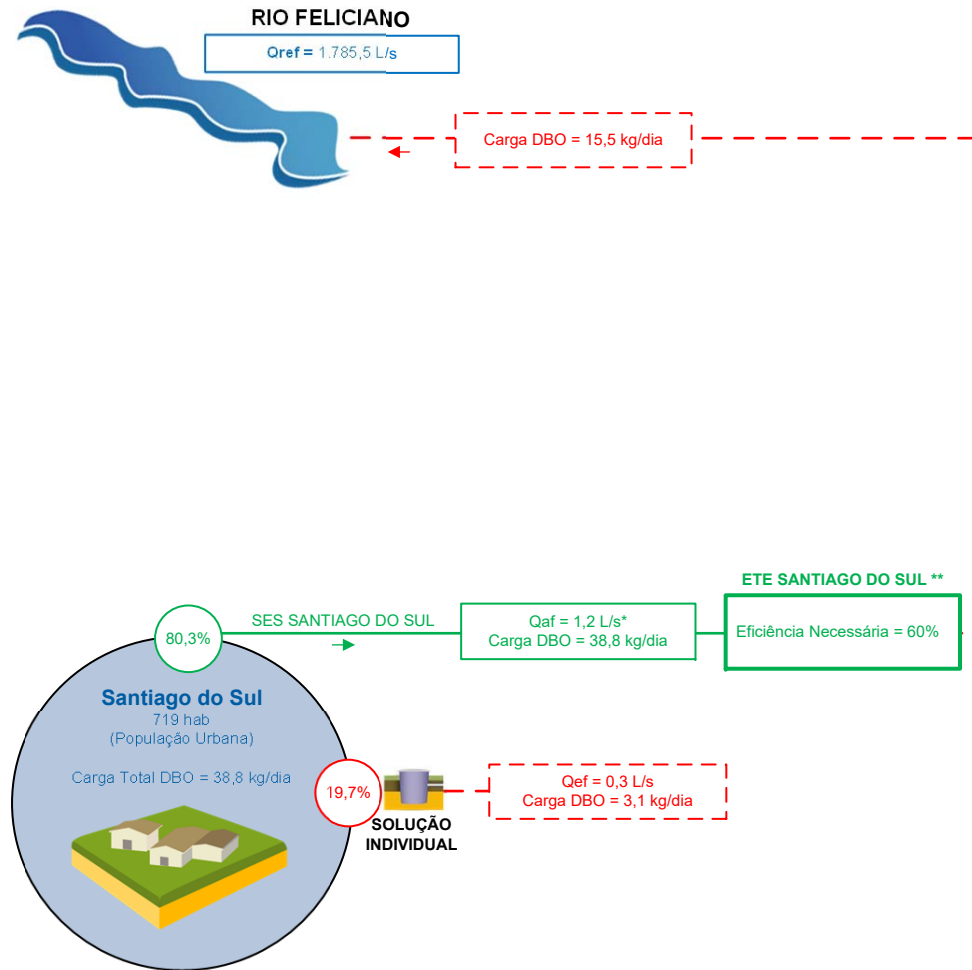 RIO FELICIANO
Qref = 1.785,5 L/s
Carga DBO = 15,5 kg/dia
ETE SANTIAGO DO SUL **
80,3%
SES SANTIAGO DO SUL
Qaf = 1,2 L/s*
Carga DBO = 38,8 kg/dia
Eficiência Necessária = 60%
Santiago do Sul
719 hab
(População Urbana)
Carga Total DBO = 38,8 kg/dia
19,7%
SOLUÇÃO
INDIVIDUAL
Qef = 0,3 L/s
Carga DBO = 3,1 kg/dia